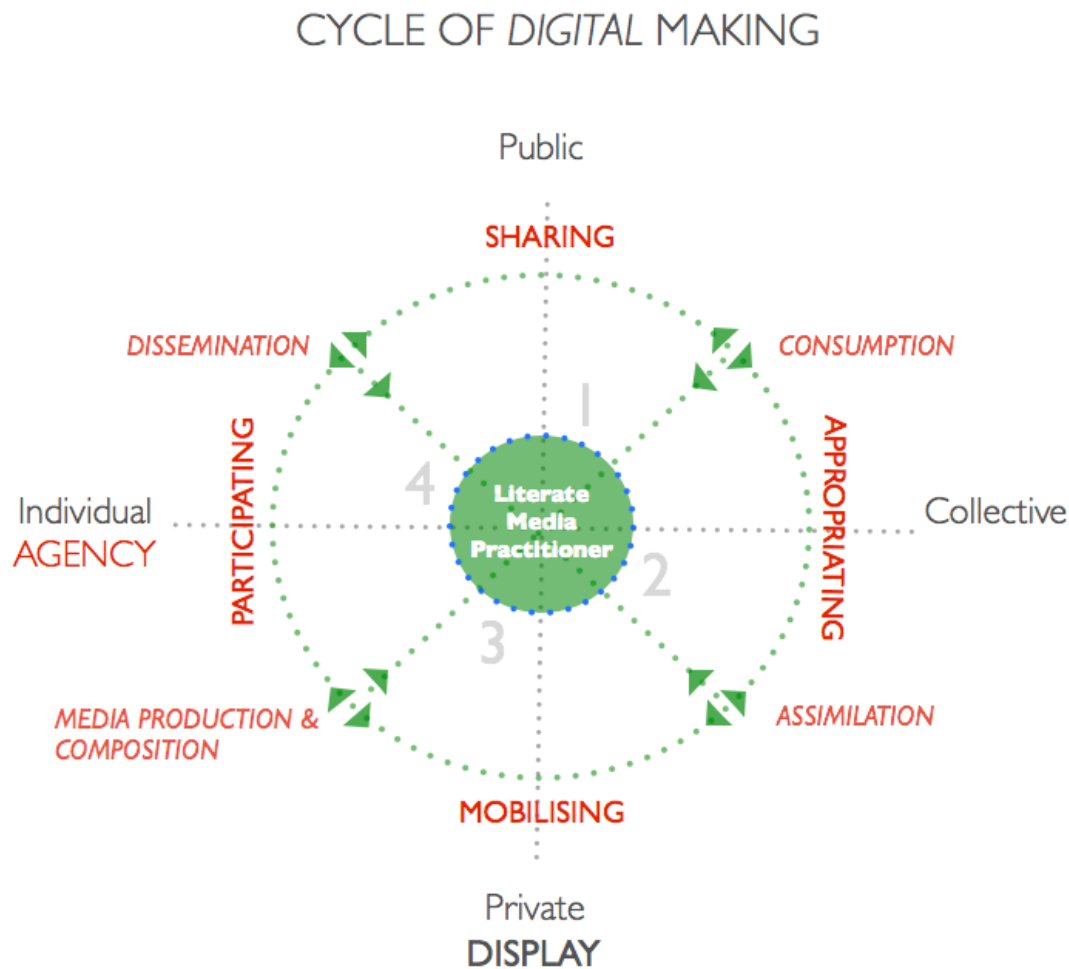 CYCLE OF DIGITAL MAKING
Public
SHARING
DISSEMINATION
CONSUMPTION
1
4
Literate
Media
Practitioner
PARTICIPATING
APPROPRIATING
Individual
AGENCY
Collective
2
3
MEDIA PRODUCTION &
COMPOSITION
ASSIMILATION
MOBILISING
Private
DISPLAY